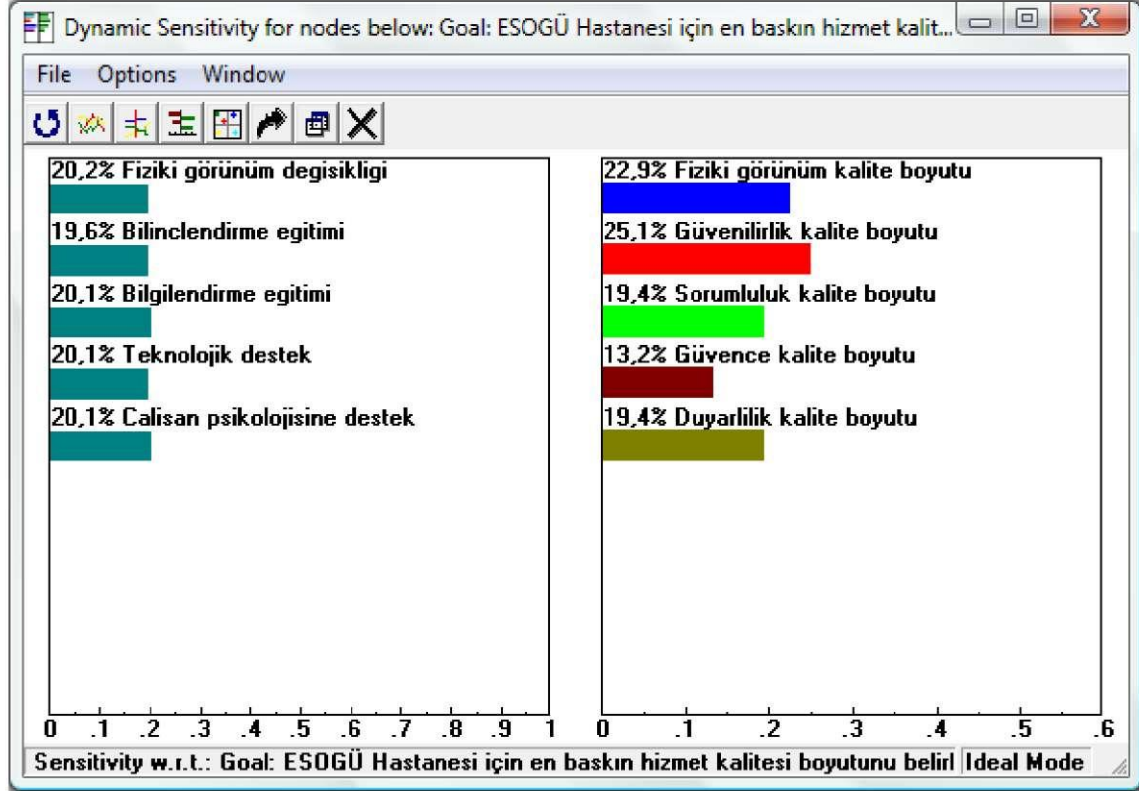 Dynamic Sensitivity for nodes below: Goal: ESOGÜ Hastanesi için en baskın hizmet kalit...
File Options Window
20,2% Fiziki görünüm degisikligi
19,6% Bilinclendirme egitimi
20,1% Bilgilendirme egitimi
20,1% Teknolojik destek
20,1% Calisan psikolojisine destek
0 .1 .2 .3 .4 .5 .6 .7 .8 .9 1
22,9% Fiziki görünüm kalite boyutu
25,1% Güvenilirlik kalite boyutu
19,4% Sorumluluk kalite boyutu
13,2% Güvence kalite boyutu
19,4% Duyarlilik kalite boyutu
0 .1 .2 .3 .4 .5 .6
Sensitivity w.r.t.: Goal: ESOGÜ Hastanesi için en baskın hizmet kalitesi boyutunu belirl
Ideal Mode